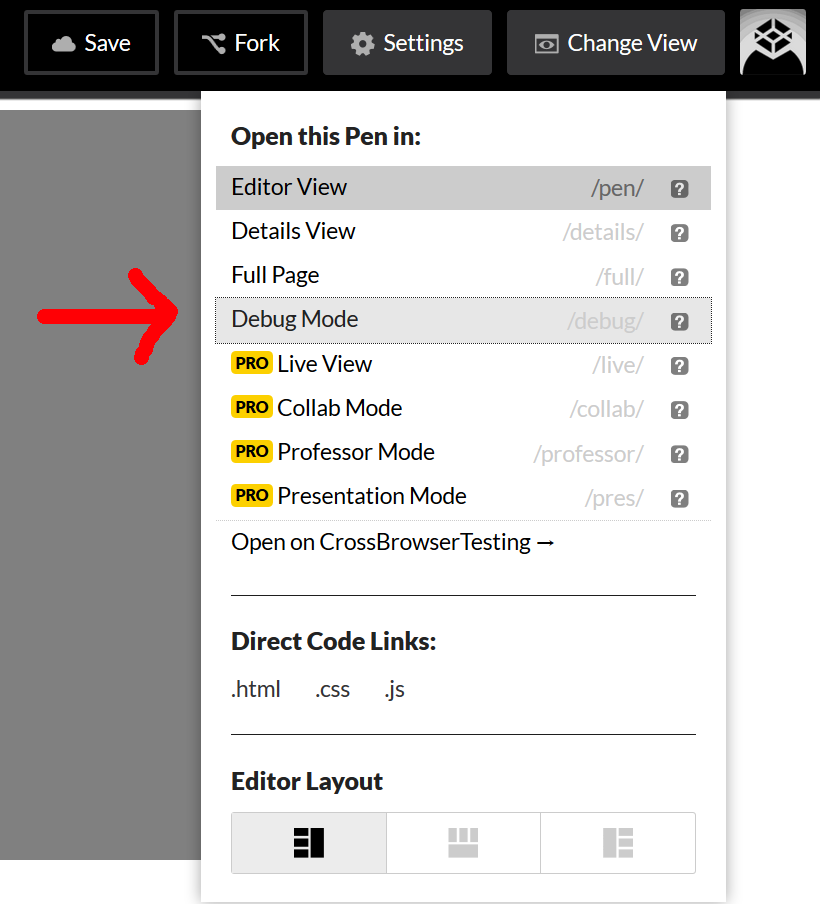 Save Fork Settings Change View
Open this Pen in:
Editor View /pen/ ?
Details View /details/ ?
Full Page /full/ ?
Debug Mode /debug/ ?
PRO Live View /live/ ?
PRO Collab Mode /collab/ ?
PRO Professor Mode /professor/ ?
PRO Presentation Mode /pres/ ?
Open on CrossBrowserTesting →
Direct Code Links:
.html .css .js
Editor Layout